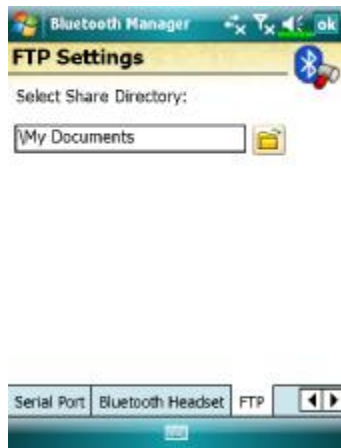 Bluetooth Manager ok
FTP Settings
Select Share Directory:
\My Documents
Serial Port Bluetooth Headset FTP